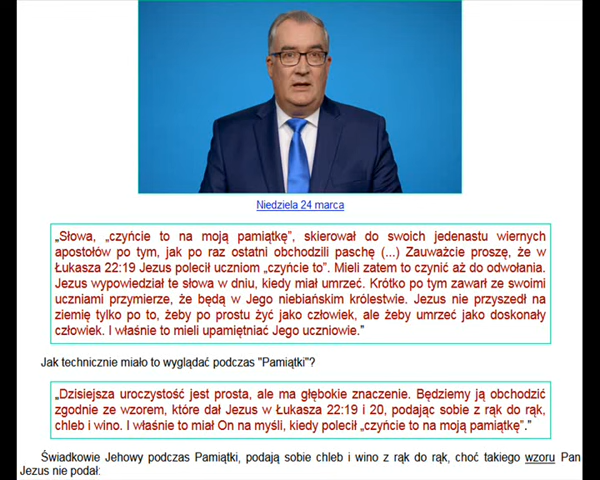 Niedziela 24 marca
„Słowa, „czyńcie to na moją pamiątkę”, skierował do swoich jedenastu wiernych
apostołów po tym, jak po raz ostatni obchodzili paschę (...) Zauważcie proszę, że w
Łukasza 22:19 Jezus polecił uczniom „czyńcie to”. Mieli zatem to czynić aż do odwołania.
Jezus wypowiedział te słowa w dniu, kiedy miał umrzeć. Krótko po tym zawarł ze swoimi
uczniami przymierze, że będą w Jego niebiańskim królestwie. Jezus nie przyszedł na
ziemię tylko po to, żeby po prostu żyć jako człowiek, ale żeby umrzeć jako doskonały
człowiek. I właśnie to mieli upamiętniać Jego uczniowie.”
Jak technicznie miało to wyglądać podczas "Pamiątki"?
„Dzisiejsza uroczystość jest prosta, ale ma głębokie znaczenie. Będziemy ją obchodzić
zgodnie ze wzorem, które dał Jezus w Łukasza 22:19 i 20, podając sobie z rąk do rąk,
chleb i wino. I właśnie to miał On na myśli, kiedy polecił „czyńcie to na moją pamiątkę”.”
Świadkowie Jehowy podczas Pamiątki, podają sobie chleb i wino z rąk do rąk, choć takiego wzoru Pan
Jezus nie podał: